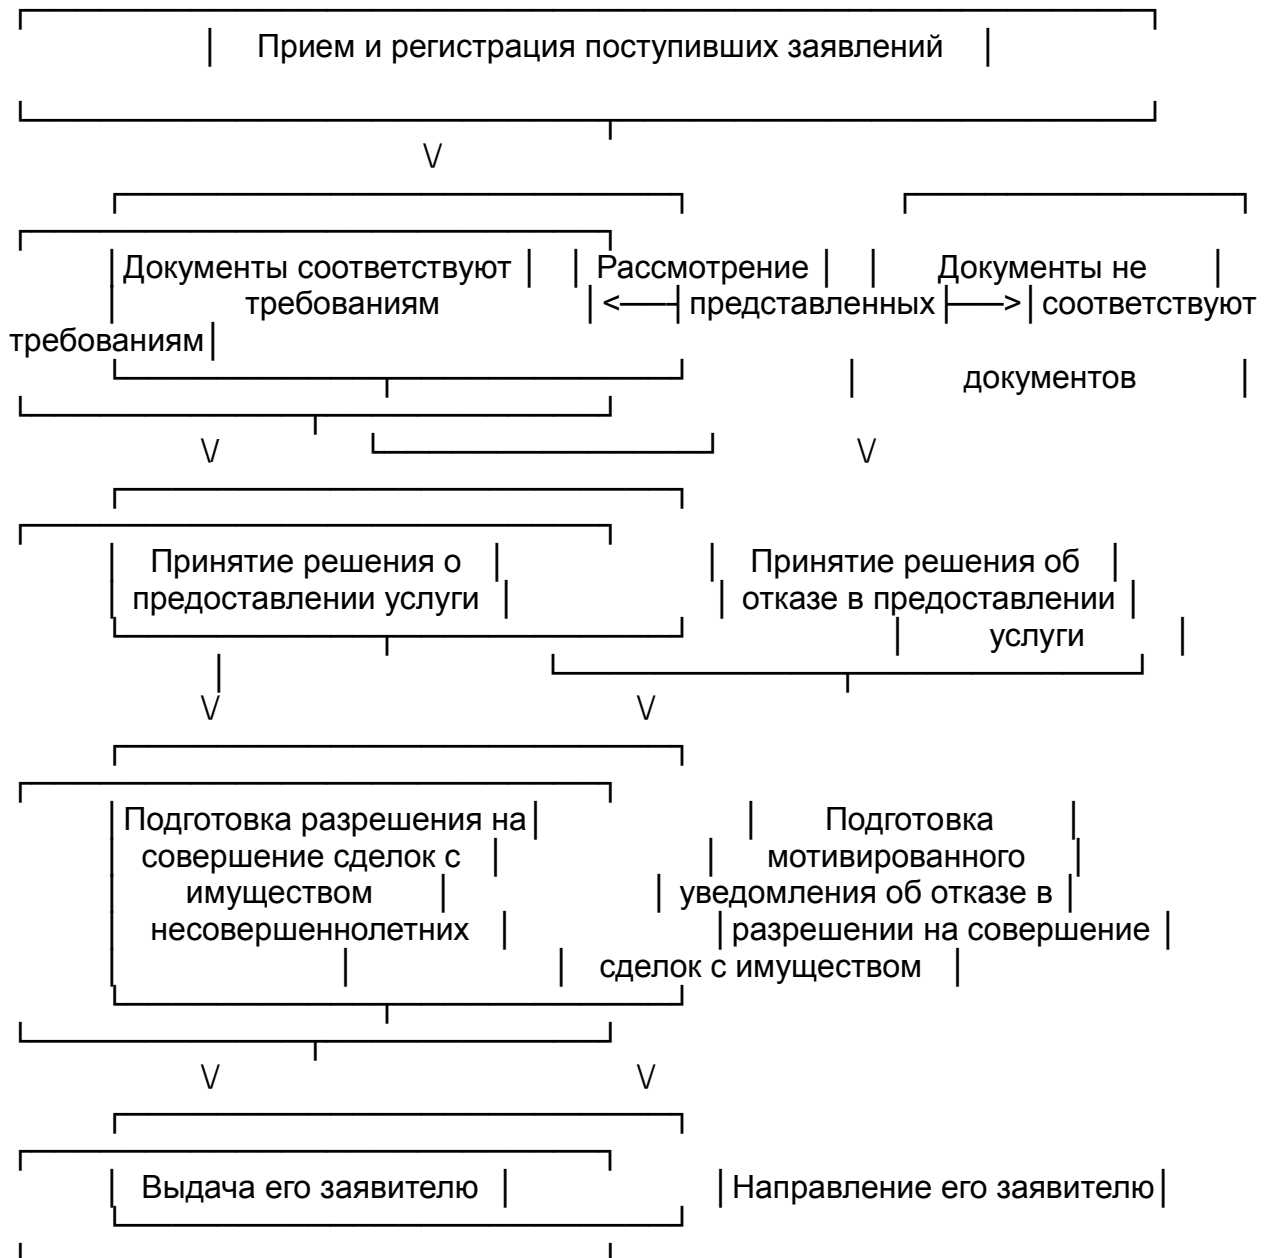 Прием и регистрация поступивших заявлений
\/
Документы соответствуют Рассмотрение Документы не
требованиям <── представленных ──> соответствуют
требованиям
документов
\/ \/
Принятие решения о Принятие решения об
предоставлении услуги отказе в предоставлении
услуги
\/ \/
Подготовка разрешения на Подготовка
совершение сделок с мотивированного
имуществом уведомления об отказе в
несовершеннолетних разрешении на совершение
сделок с имуществом
\/ \/
Выдача его заявителю Направление его заявителю